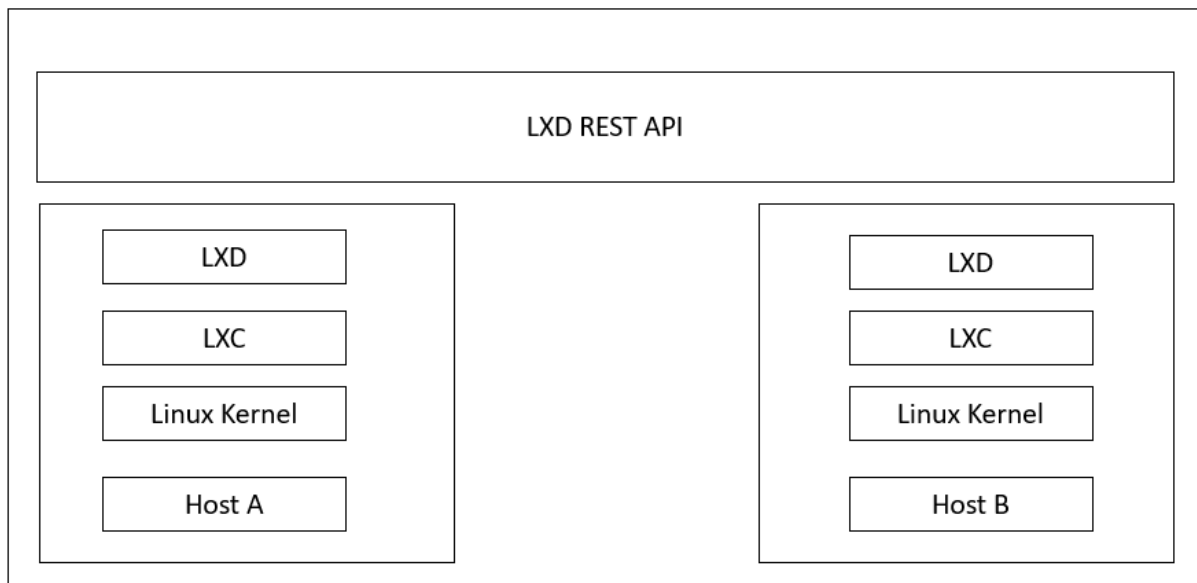 LXD REST API
LXD
LXC
Linux Kernel
Host A
LXD
LXC
Linux Kernel
Host B